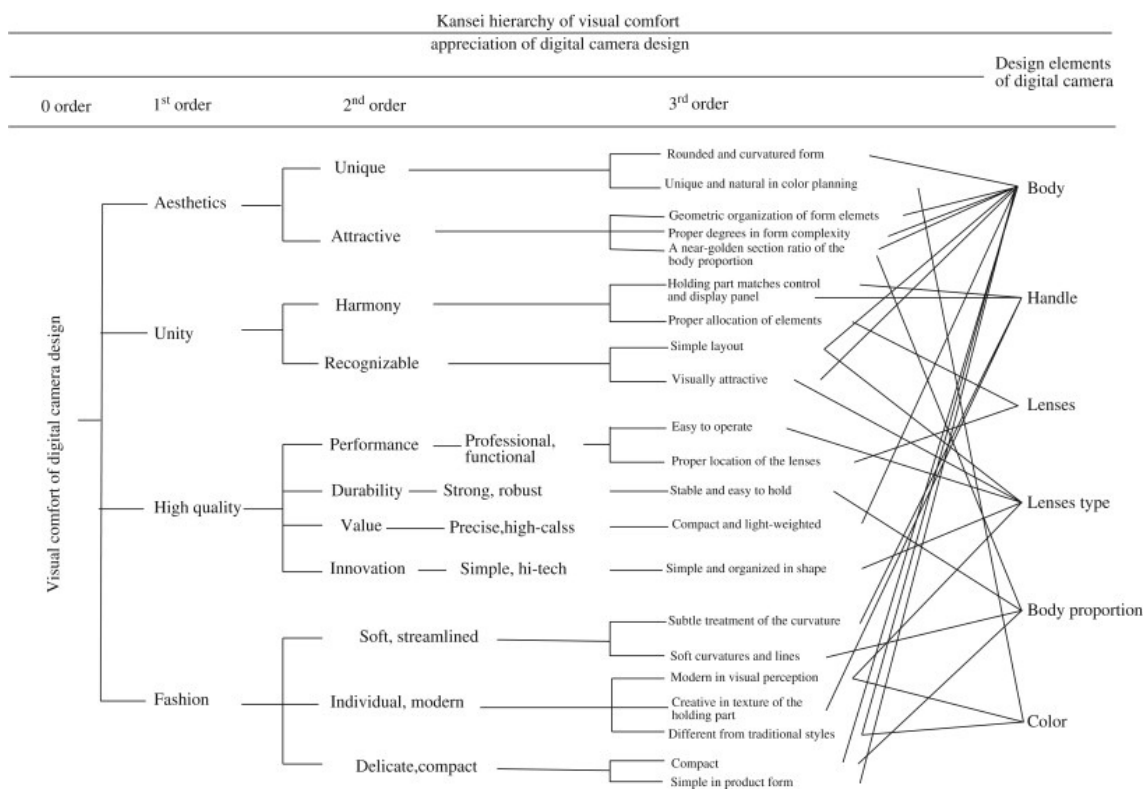 Kansei hierarchy of visual comfort
appreciation of digital camera design
Design elements
of digital camera
0 order
1st order
2nd order
3rd order
Visual comfort of digital camera design
Aesthetics
Unique
Rounded and curvatured form
Unique and natural in color planning
Attractive
Geometric organization of form elemets
Proper degrees in form complexity
A near-golden section ratio of the
body proportion
Unity
Harmony
Holding part matches control
and display panel
Proper allocation of elements
Recognizable
Simple layout
Visually attractive
High quality
Performance
Professional,
functional
Easy to operate
Proper location of the lenses
Durability
Strong, robust
Stable and easy to hold
Value
Precise,high-calss
Compact and light-weighted
Innovation
Simple, hi-tech
Simple and organized in shape
Fashion
Soft, streamlined
Subtle treatment of the curvature
Soft curvatures and lines
Individual, modern
Modern in visual perception
Creative in texture of the
holding part
Different from traditional styles
Delicate,compact
Compact
Simple in product form
Body
Handle
Lenses
Lenses type
Body proportion
Color